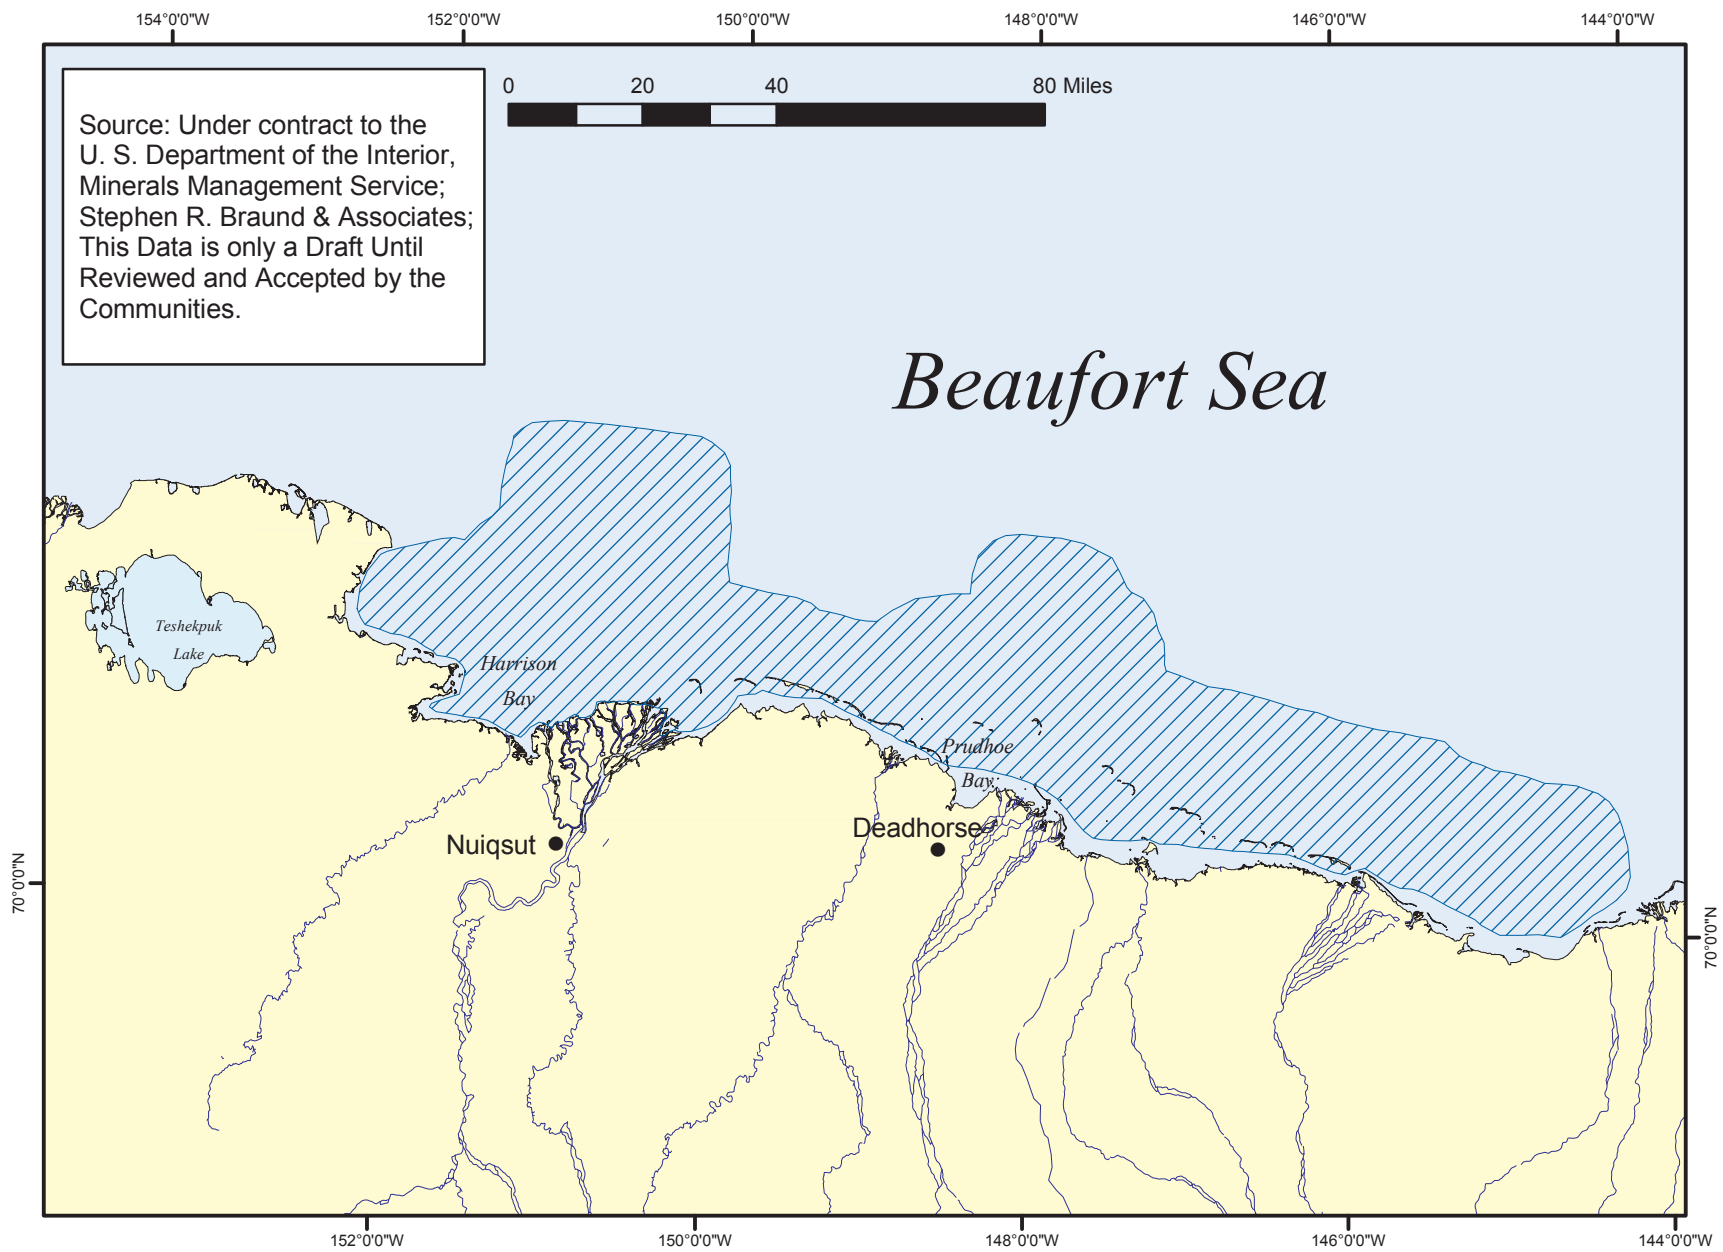 154°0'0"W 152°0'0"W 150°0'0"W 148°0'0"W 146°0'0"W 144°0'0"W
0 20 40 80 Miles
Source: Under contract to the
U. S. Department of the Interior,
Minerals Management Service;
Stephen R. Braund & Associates;
This Data is only a Draft Until
Reviewed and Accepted by the
Communities.
Beaufort Sea
Teshekpuk
Lake
Harrison
Bay
Prudhoe
Bay
Deadhorse
Nuiqsut
70°0'0"N
70°0'0"N
152°0'0"W 150°0'0"W 148°0'0"W 146°0'0"W 144°0'0"W